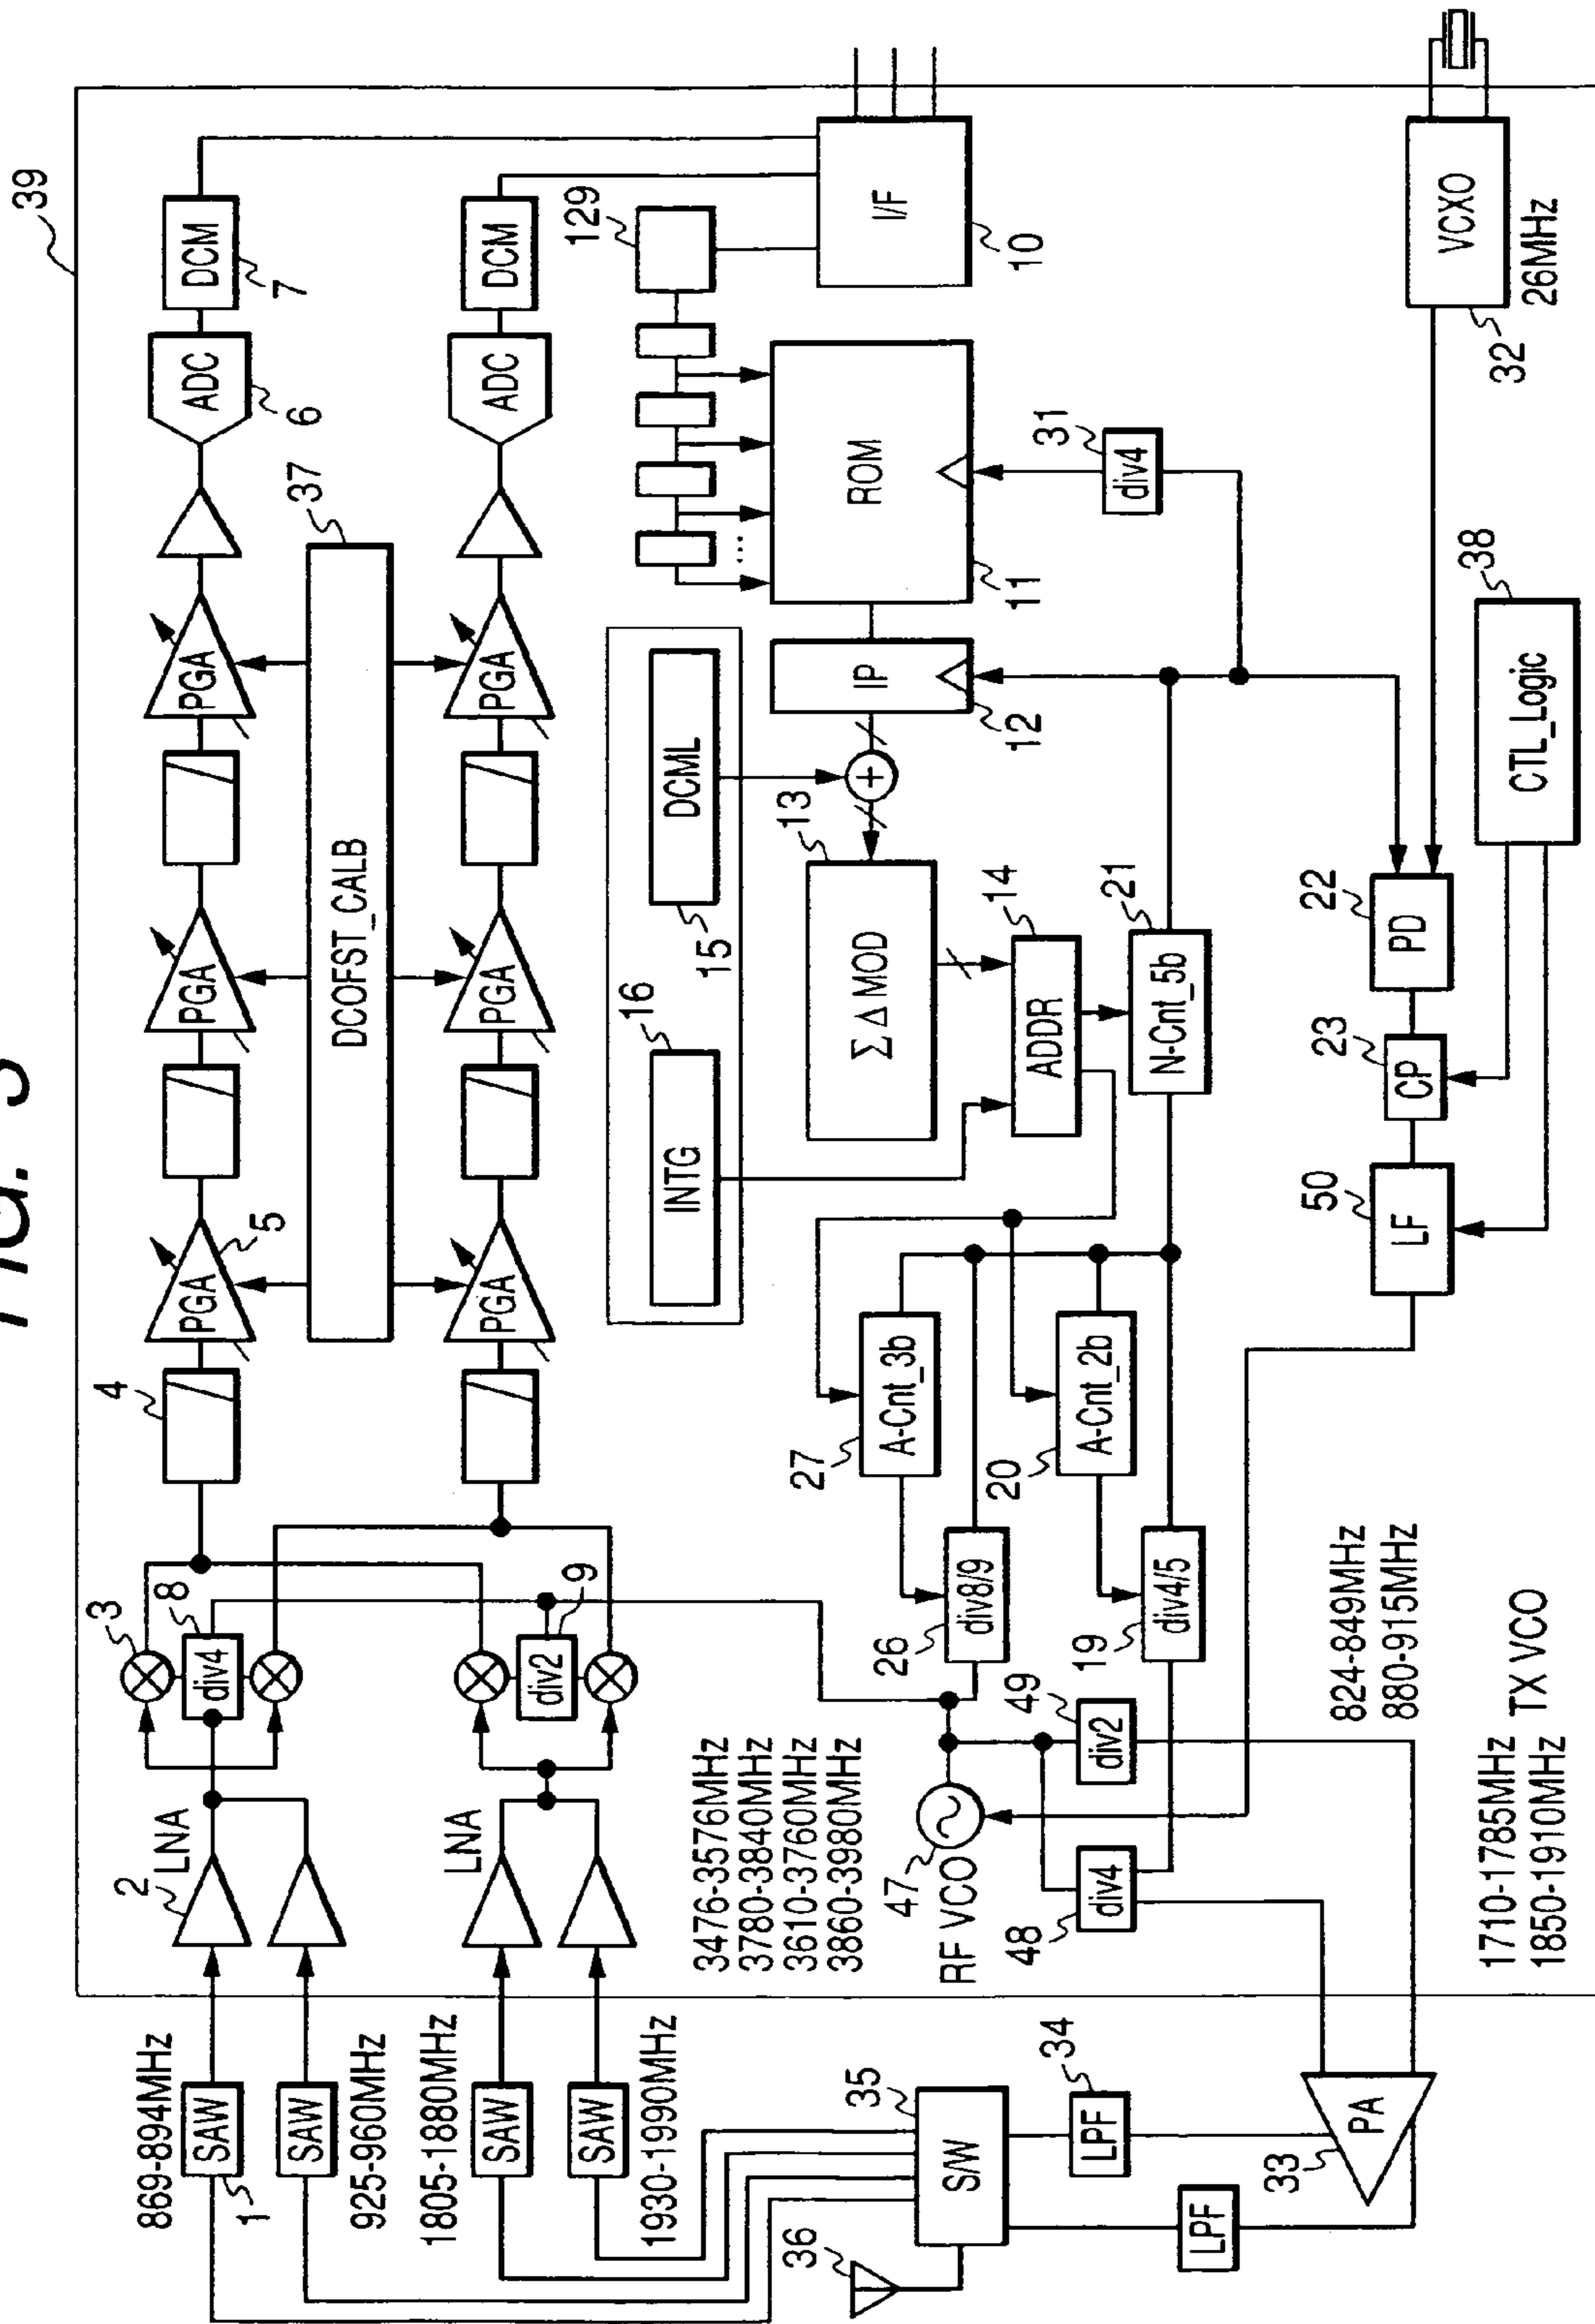 FIG.
39
869-894MHz
SAW
1
2
LNA
3
div4
8
4
PGA
5
PGA
PGA
ADC
6
DCM
7
SAW
925-960MHz
DCOFST_CALB
37
1805-1880MHz
SAW
LNA
div2
9
PGA
PGA
PGA
ADC
DCM
SAW
1930-1990MHz
129
INTG
16
DCML
15
3476-3576MHz
3780-3840MHz
3610-3760MHz
3860-3980MHz
36
S/W
35
RF VCO
47
27
A-Cnt_3b
ΣΔMOD
13
IP
12
ROM
11
...
I/F
10
26
div8/9
20
A-Cnt_2b
ADDR
14
LPF
34
48
div4
div2
49
19
div4/5
N-Cnt_5b
21
div4
31
LPF
33
PA
824-849MHz
880-915MHz
50
LF
23
CP
22
PD
1710-1785MHz
1850-1910MHz
TX VCO
CTL_Logic
38
32
VCXO
26MHz